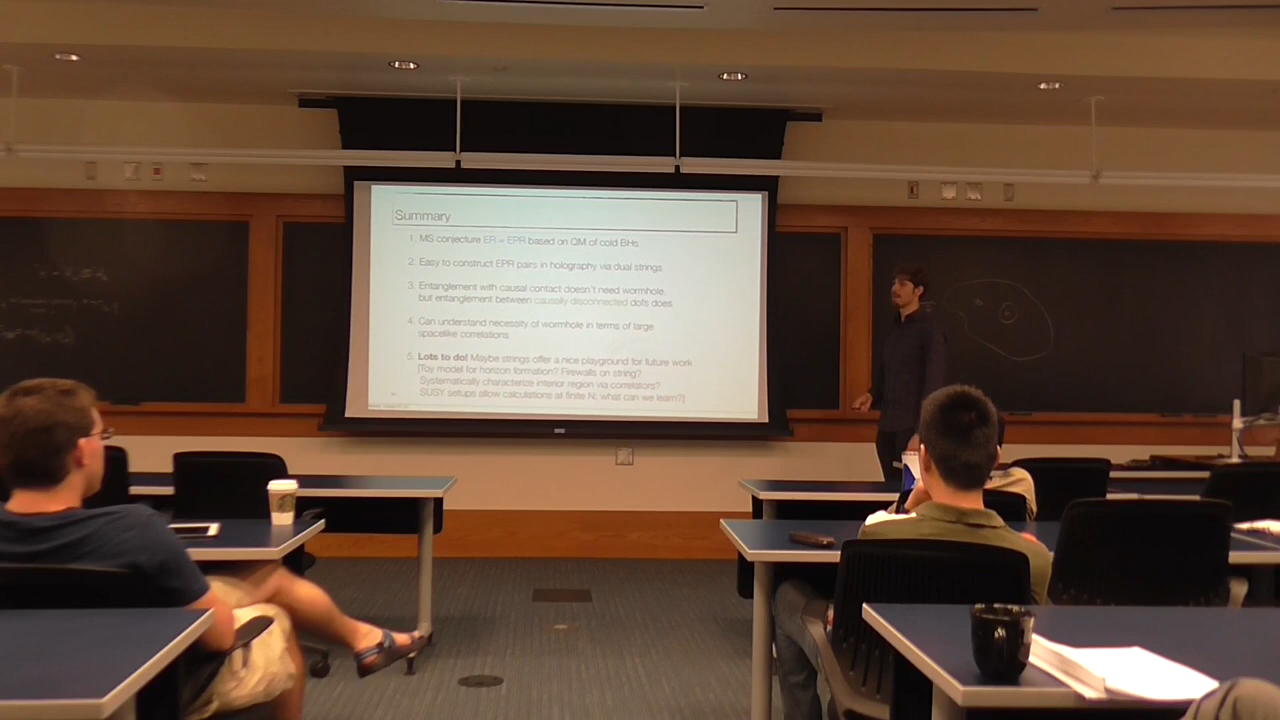 Summary
1. MS conjecture ER = EPR based on QM of cold BHs
2. Easy to construct EPR pairs in holography via dual strings
3. Entanglement with causal contact doesn't need wormhole,
but entanglement between causally disconnected dofs does.
4. Can understand necessity of wormhole in terms of large
spacelike correlations
5. Lots to do! Maybe strings offer a nice playground for future work
[Toy model for horizon formation? Firewalls on string?
Systematically characterize interior region via correlators?
SUSY setups allow calculations at finite N; what can we learn?]